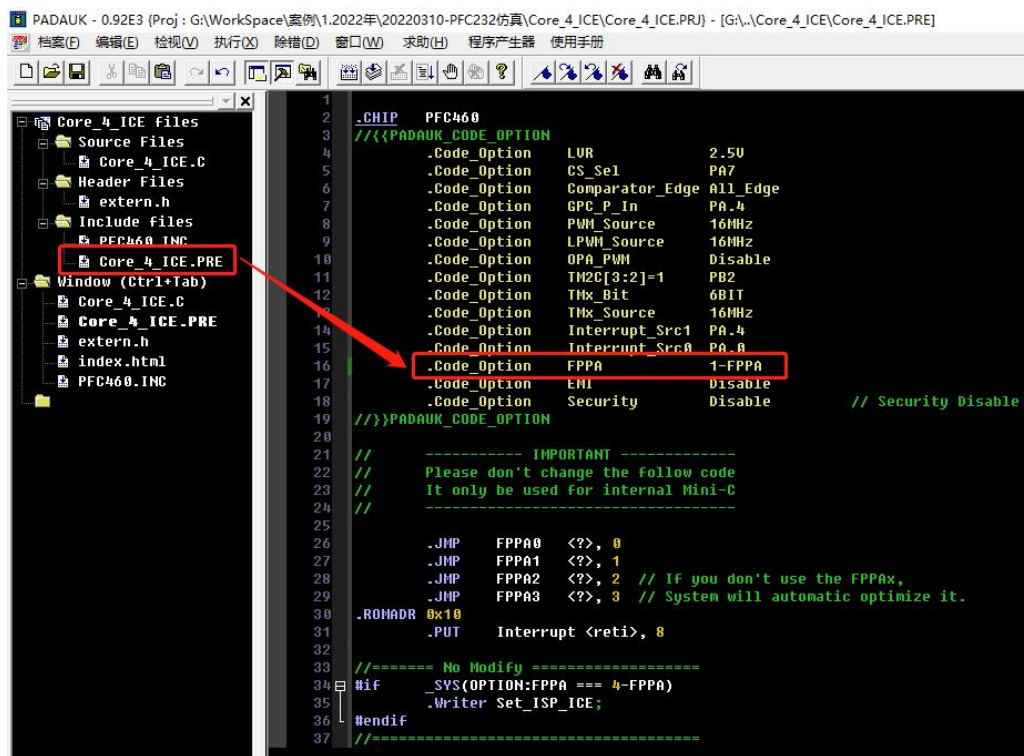 PADAUK - 0.92E3 {Proj : G:\WorkSpace\案例\1.2022年\20220310-PFC232仿真\Core_4_ICE\Core_4_ICE.PRJ} - [G:\..\Core_4_ICE\Core_4_ICE.PRE]
档案(F) 编辑(E) 检视(V) 执行(X) 除错(D) 窗口(W) 求助(H) 程序产生器 使用手册
Core_4_ICE files
Source Files
Core_4_ICE.C
Header Files
extern.h
Include files
PFC460.INC
Core_4_ICE.PRE
Window (Ctrl+Tab)
Core_4_ICE.C
Core_4_ICE.PRE
extern.h
index.html
PFC460.INC
1
2 .CHIP PFC460
3 //{{PADAUK_CODE_OPTION
4 .Code_Option LVR 2.5V
5 .Code_Option CS_Sel PA7
6 .Code_Option Comparator_Edge All_Edge
7 .Code_Option GPC_P_In PA.4
8 .Code_Option PWM_Source 16MHz
9 .Code_Option LPWM_Source 16MHz
10 .Code_Option OPA_PWM Disable
11 .Code_Option TM2C[3:2]=1 PB2
12 .Code_Option TMx_Bit 6BIT
13 .Code_Option TMx_Source 16MHz
14 .Code_Option Interrupt_Src1 PA.4
15 .Code_Option Interrupt_Src0 PA.0
16 .Code_Option FPPA 1-FPPA
17 .Code_Option EMI Disable
18 .Code_Option Security Disable // Security Disable
19 //}}PADAUK_CODE_OPTION
20
21 // ----------- IMPORTANT -------------
22 // Please don't change the follow code
23 // It only be used for internal Mini-C
24 // -----------------------------------
25
26 .JMP FPPA0 <?>, 0
27 .JMP FPPA1 <?>, 1
28 .JMP FPPA2 <?>, 2 // If you don't use the FPPAx,
29 .JMP FPPA3 <?>, 3 // System will automatic optimize it.
30 .ROMADR 0x10
31 .PUT Interrupt <reti>, 8
32
33 //======= No Modify ===================
34 #if _SYS(OPTION:FPPA === 4-FPPA)
35 .Writer Set_ISP_ICE;
36 #endif
37 //=====================================